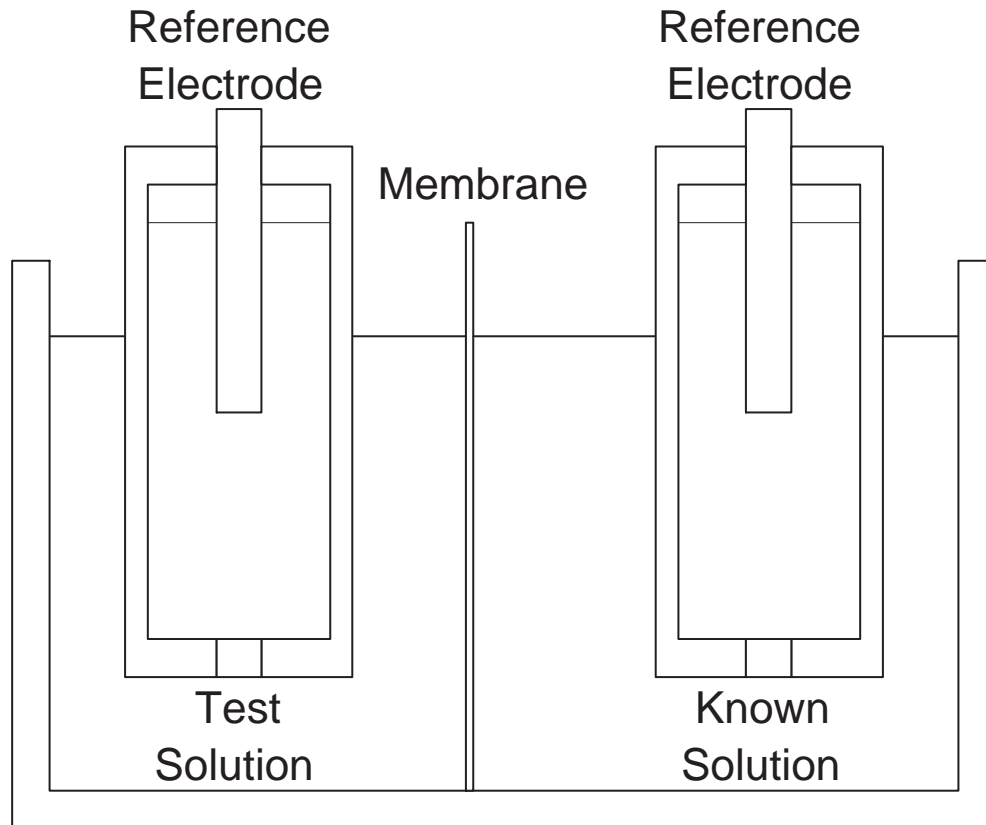 Reference
Electrode
Reference
Electrode
Membrane
Test
Solution
Known
Solution